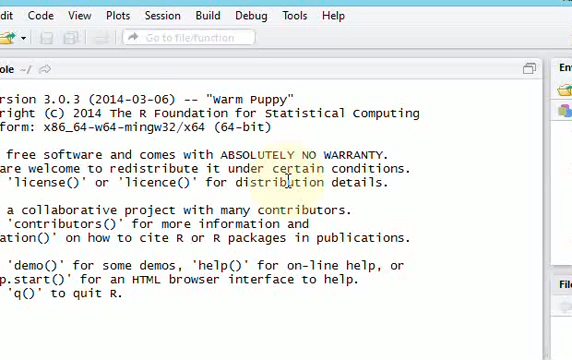 dit Code View Plots Session Build Debug Tools Help
Go to file/function
ole ~/
Env
rsion 3.0.3 (2014-03-06) -- "Warm Puppy"
right (C) 2014 The R Foundation for Statistical Computing
form: x86_64-w64-mingw32/x64 (64-bit)
free software and comes with ABSOLUTELY NO WARRANTY.
are welcome to redistribute it under certain conditions.
'license()' or 'licence()' for distribution details.
a collaborative project with many contributors.
'contributors()' for more information and
ation()' on how to cite R or R packages in publications.
'demo()' for some demos, 'help()' for on-line help, or
p.start()' for an HTML browser interface to help.
'q()' to quit R.
File